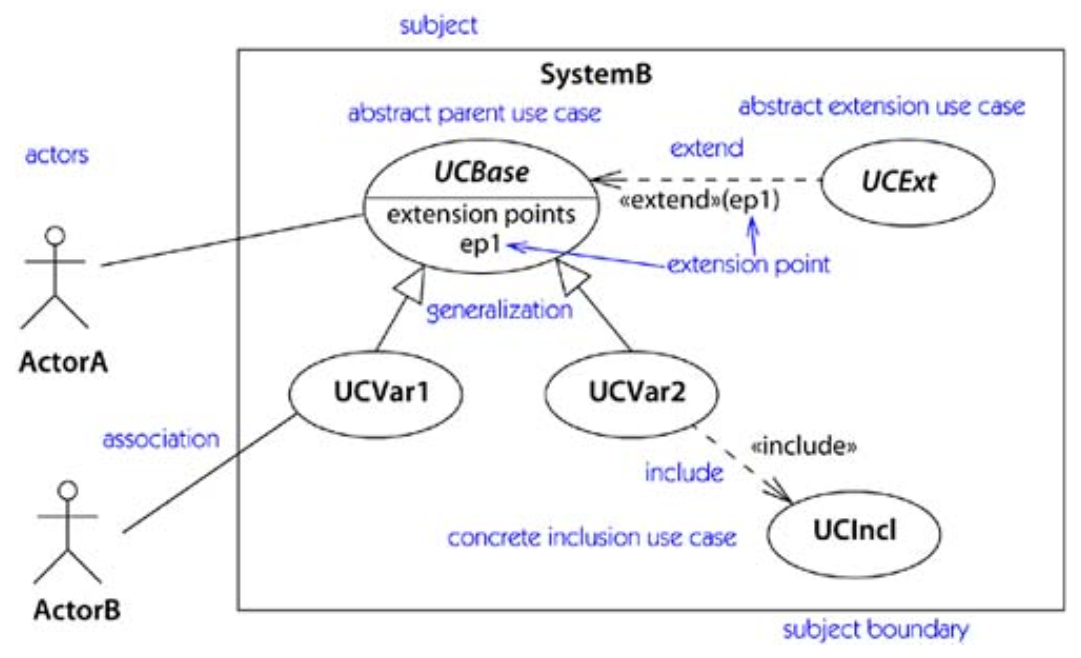 subject
SystemB
abstract parent use case
abstract extension use case
actors
UCBase
extend
UCExt
extension points
«extend»(ep1)
ep1
extension point
generalization
ActorA
UCVar1
UCVar2
association
«include»
include
UCIncl
concrete inclusion use case
ActorB
subject boundary